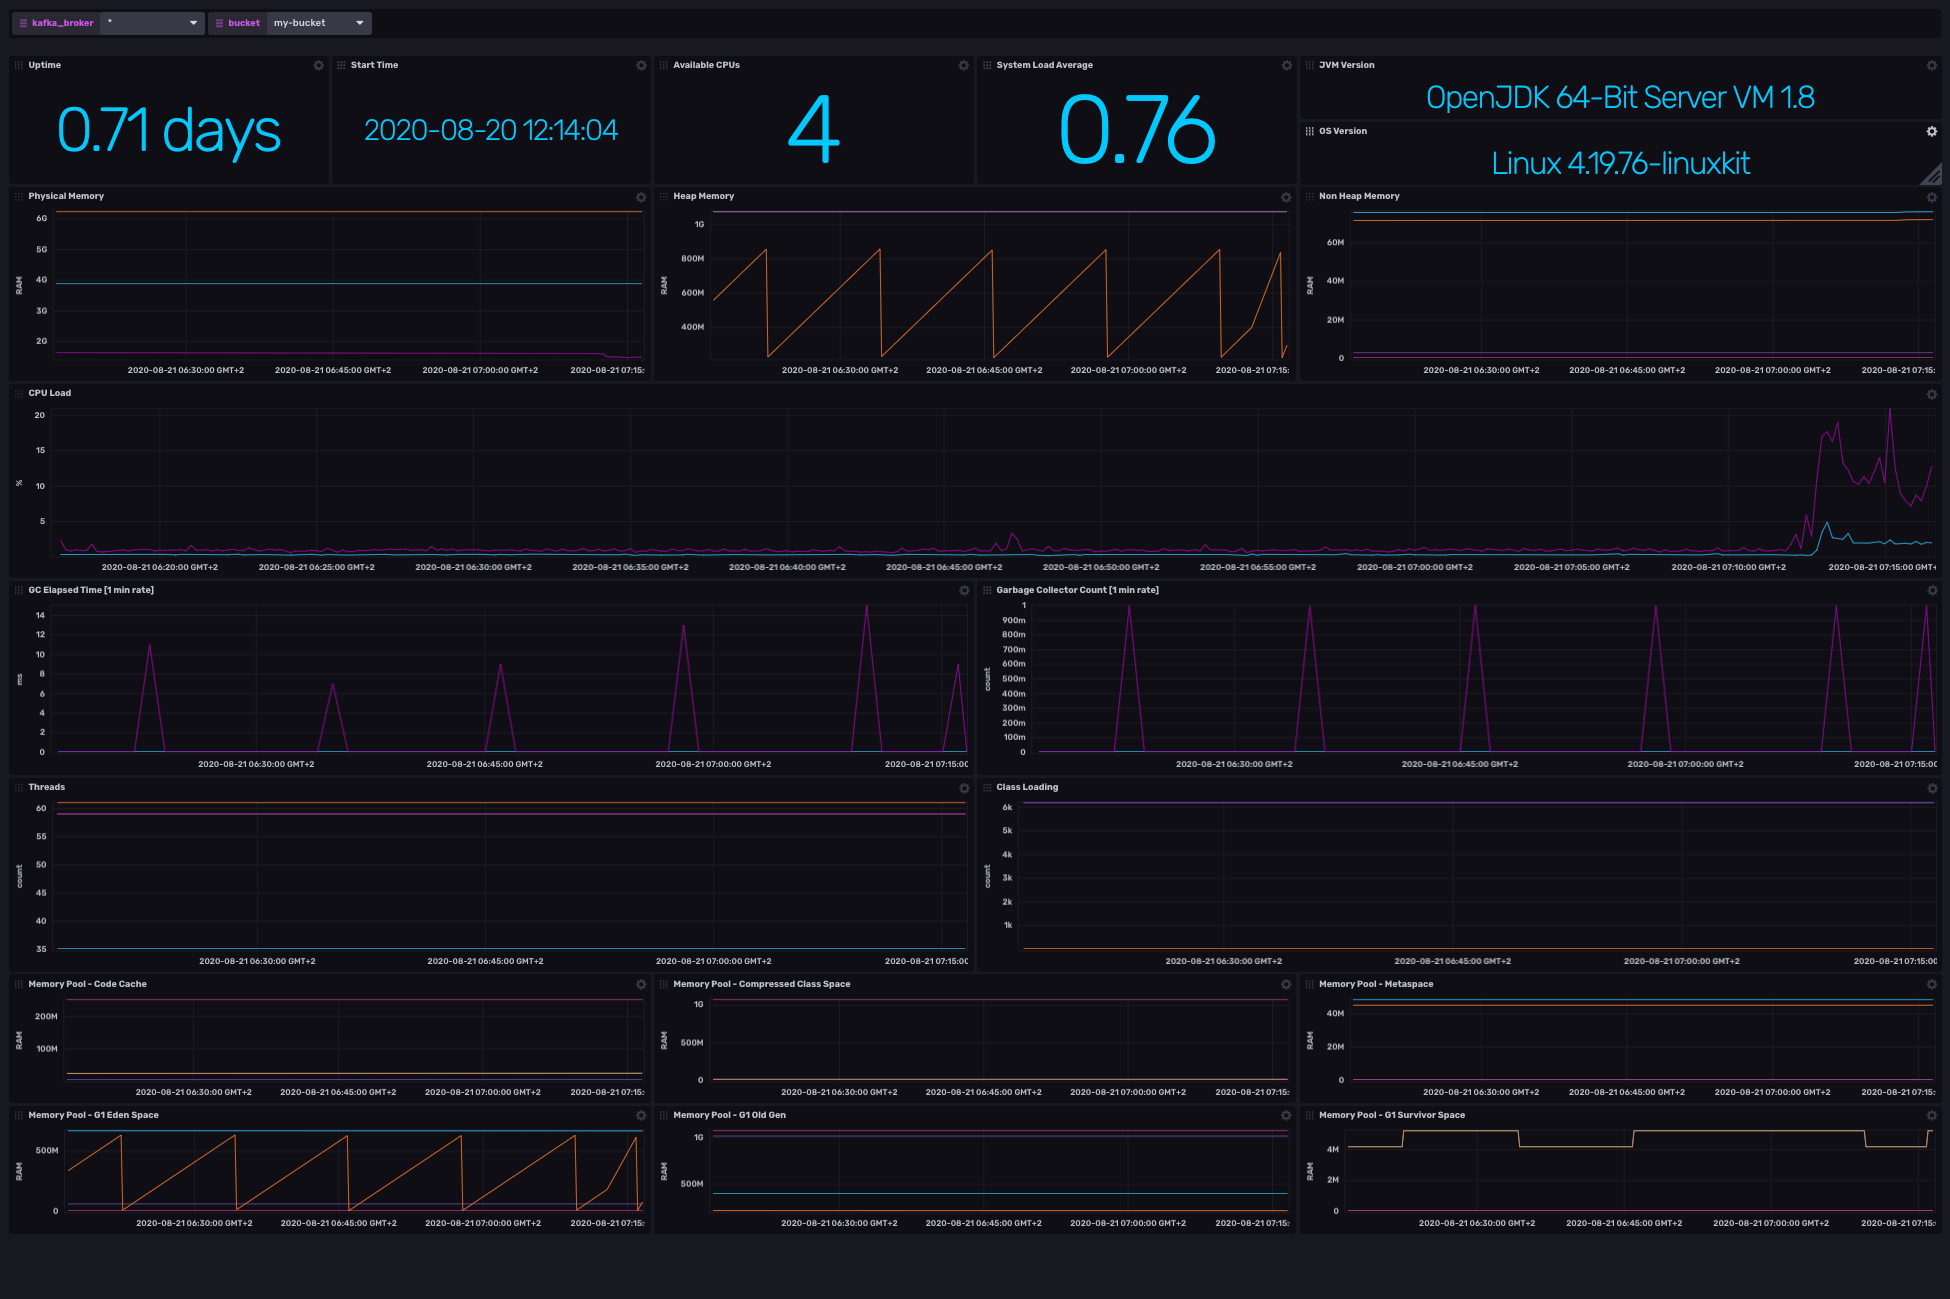 kafka_broker * bucket my-bucket
Uptime Start Time Available CPUs System Load Average JVM Version
0.71 days 2020-08-20 12:14:04 4 0.76 OpenJDK 64-Bit Server VM 1.8
OS Version
Linux 4.19.76-linuxkit
Physical Memory
6G
5G
4G
3G
2G
RAM
2020-08-21 06:30:00 GMT+2 2020-08-21 06:45:00 GMT+2 2020-08-21 07:00:00 GMT+2 2020-08-21 07:15:
Heap Memory
1G
800M
600M
400M
RAM
2020-08-21 06:30:00 GMT+2 2020-08-21 06:45:00 GMT+2 2020-08-21 07:00:00 GMT+2 2020-08-21 07:15:
Non Heap Memory
60M
40M
20M
0
RAM
2020-08-21 06:30:00 GMT+2 2020-08-21 06:45:00 GMT+2 2020-08-21 07:00:00 GMT+2 2020-08-21 07:15:
CPU Load
20
15
10
5
%
2020-08-21 06:20:00 GMT+2 2020-08-21 06:25:00 GMT+2 2020-08-21 06:30:00 GMT+2 2020-08-21 06:35:00 GMT+2 2020-08-21 06:40:00 GMT+2 2020-08-21 06:45:00 GMT+2 2020-08-21 06:50:00 GMT+2 2020-08-21 06:55:00 GMT+2 2020-08-21 07:00:00 GMT+2 2020-08-21 07:05:00 GMT+2 2020-08-21 07:10:00 GMT+2 2020-08-21 07:15:00 GMT+
GC Elapsed Time [1 min rate]
14
12
10
8
6
4
2
0
ms
2020-08-21 06:30:00 GMT+2 2020-08-21 06:45:00 GMT+2 2020-08-21 07:00:00 GMT+2 2020-08-21 07:15:00
Garbage Collector Count [1 min rate]
1
900m
800m
700m
600m
500m
400m
300m
200m
100m
0
count
2020-08-21 06:30:00 GMT+2 2020-08-21 06:45:00 GMT+2 2020-08-21 07:00:00 GMT+2 2020-08-21 07:15:00
Threads
60
55
50
45
40
35
count
2020-08-21 06:30:00 GMT+2 2020-08-21 06:45:00 GMT+2 2020-08-21 07:00:00 GMT+2 2020-08-21 07:15:00
Class Loading
6k
5k
4k
3k
2k
1k
count
2020-08-21 06:30:00 GMT+2 2020-08-21 06:45:00 GMT+2 2020-08-21 07:00:00 GMT+2 2020-08-21 07:15:00
Memory Pool - Code Cache
200M
100M
RAM
2020-08-21 06:30:00 GMT+2 2020-08-21 06:45:00 GMT+2 2020-08-21 07:00:00 GMT+2 2020-08-21 07:15:
Memory Pool - Compressed Class Space
1G
500M
0
RAM
2020-08-21 06:30:00 GMT+2 2020-08-21 06:45:00 GMT+2 2020-08-21 07:00:00 GMT+2 2020-08-21 07:15:
Memory Pool - Metaspace
40M
20M
0
RAM
2020-08-21 06:30:00 GMT+2 2020-08-21 06:45:00 GMT+2 2020-08-21 07:00:00 GMT+2 2020-08-21 07:15:
Memory Pool - G1 Eden Space
500M
0
RAM
2020-08-21 06:30:00 GMT+2 2020-08-21 06:45:00 GMT+2 2020-08-21 07:00:00 GMT+2 2020-08-21 07:15:
Memory Pool - G1 Old Gen
1G
500M
RAM
2020-08-21 06:30:00 GMT+2 2020-08-21 06:45:00 GMT+2 2020-08-21 07:00:00 GMT+2 2020-08-21 07:15:
Memory Pool - G1 Survivor Space
4M
2M
0
RAM
2020-08-21 06:30:00 GMT+2 2020-08-21 06:45:00 GMT+2 2020-08-21 07:00:00 GMT+2 2020-08-21 07:15: